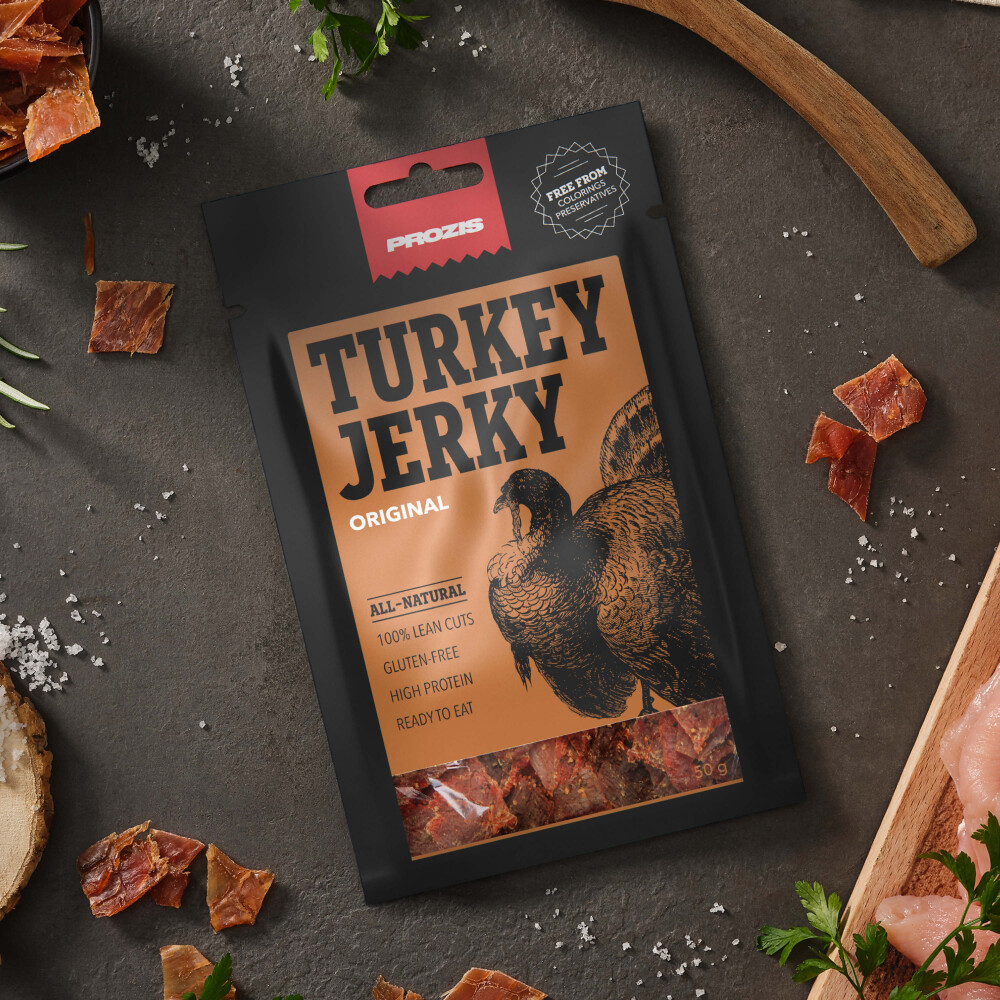 PROZIS
FREE FROM
COLORINGS
PRESERVATIVES
TURKEY
JERKY
ORIGINAL
ALL-NATURAL
100% LEAN CUTS
GLUTEN-FREE
HIGH PROTEIN
READY TO EAT
50 g